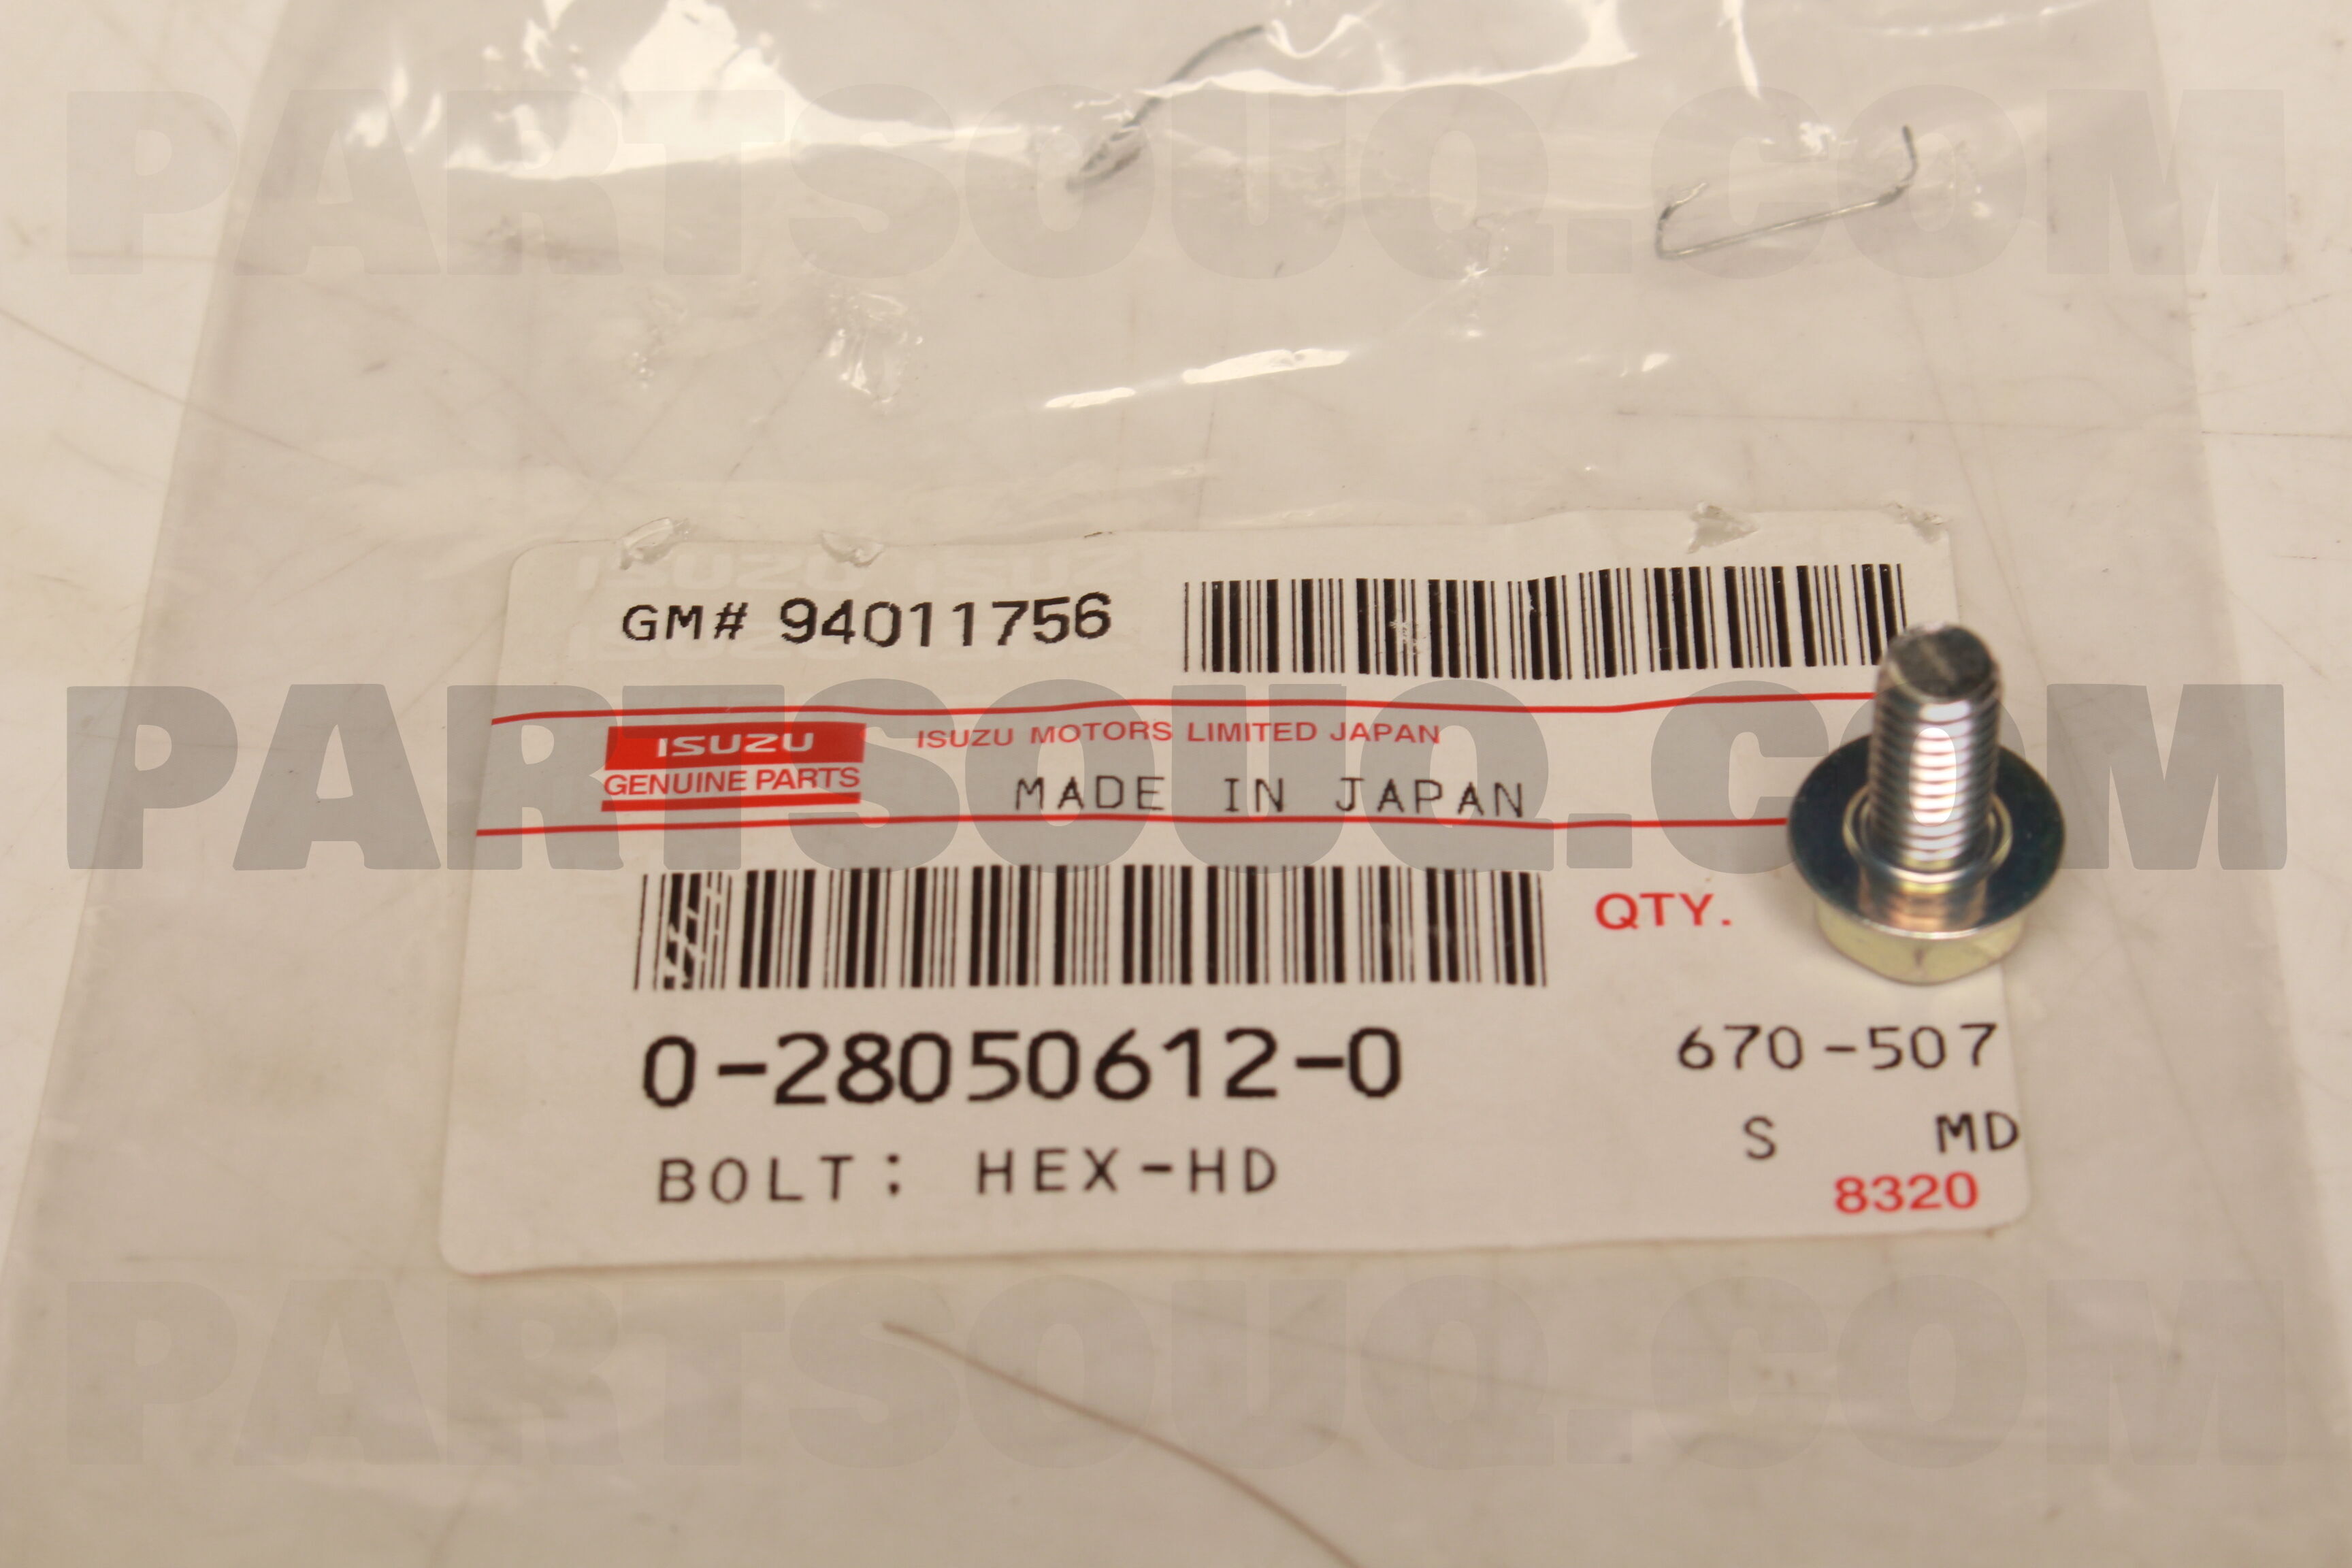 PARTSOUQ.COM
GM# 94011756
ISUZU
GENUINE PARTS
ISUZU MOTORS LIMITED JAPAN
MADE IN JAPAN
PARTSOUQ.COM
QTY.
0-28050612-0
670-507
BOLT: HEX-HD
S MD
8320
PARTSOUQ.COM